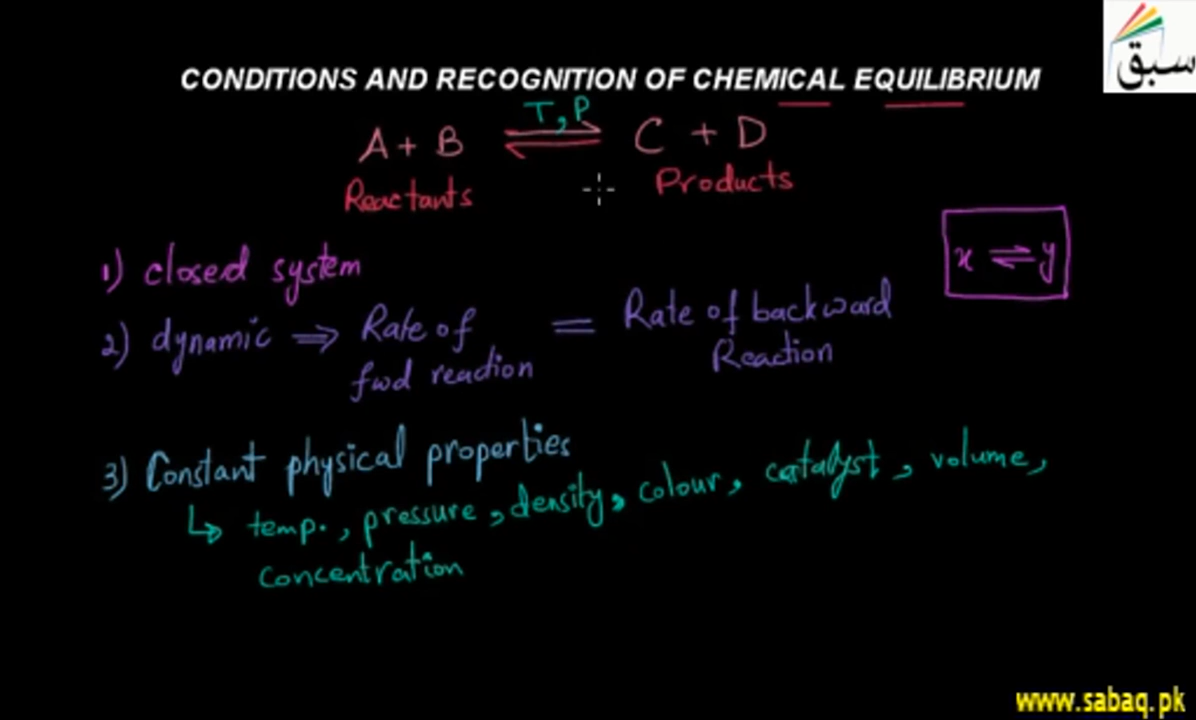 سبق
CONDITIONS AND RECOGNITION OF CHEMICAL EQUILIBRIUM
T, P
A + B ⇌ C + D
Reactants Products
x ⇌ y
1) closed system
2) dynamic ⇒ Rate of = Rate of backward
fwd reaction Reaction
3) Constant physical properties
↳ temp., pressure, density, colour, catalyst, volume,
concentration
www.sabaq.pk